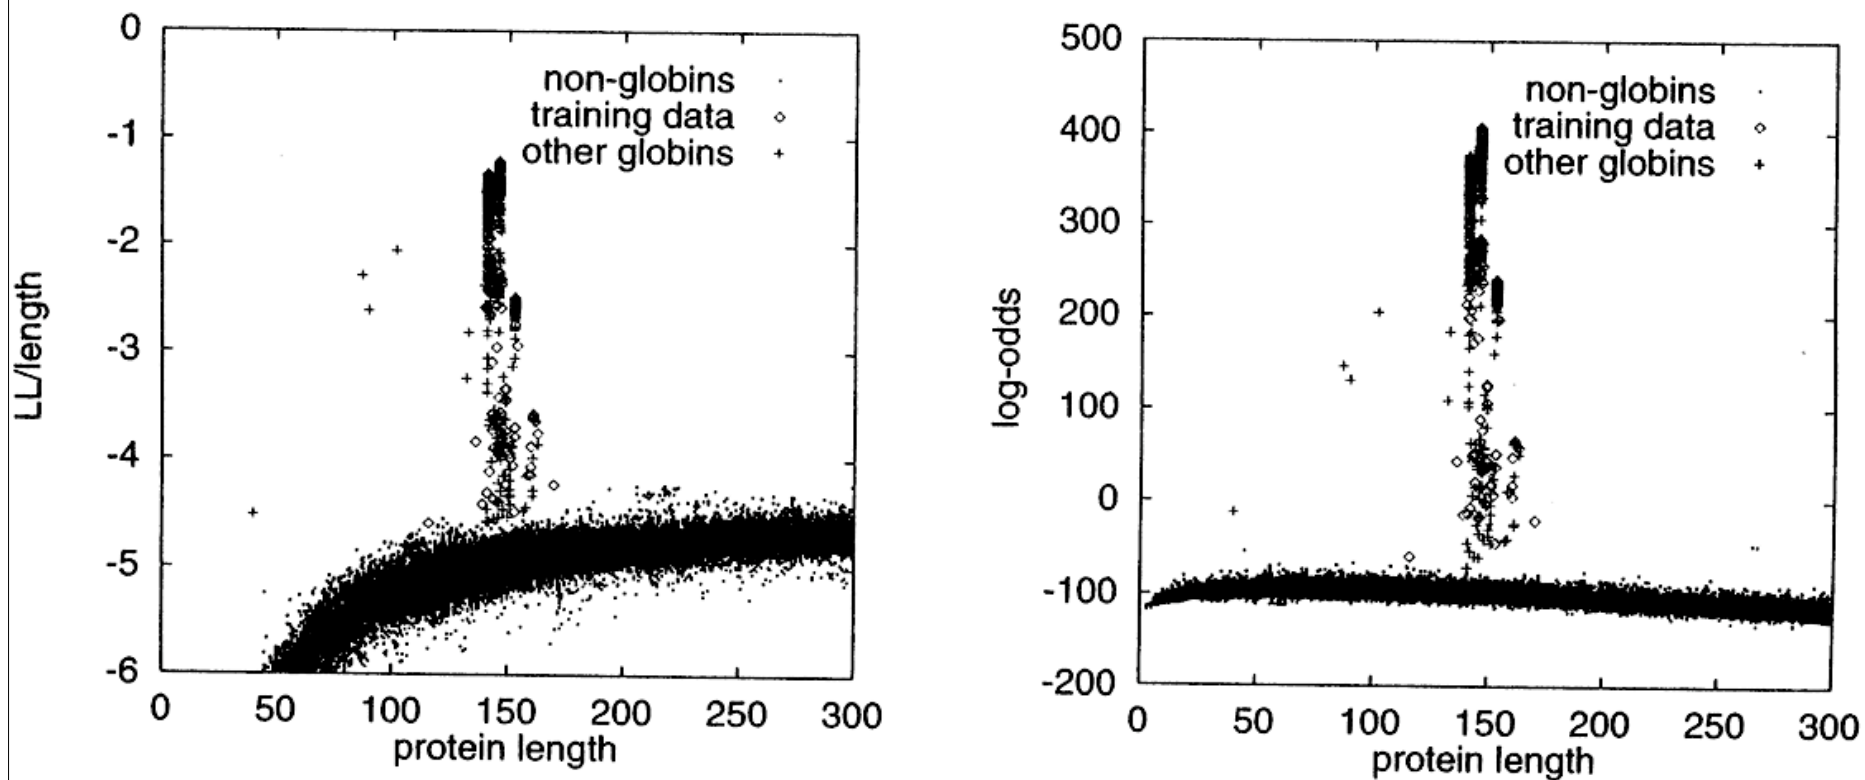 0
-1
-2
-3
-4
-5
-6
LL/length
non-globins
training data
other globins
0 50 100 150 200 250 300
protein length
500
400
300
200
100
0
-100
-200
log-odds
non-globins
training data
other globins
0 50 100 150 200 250 300
protein length